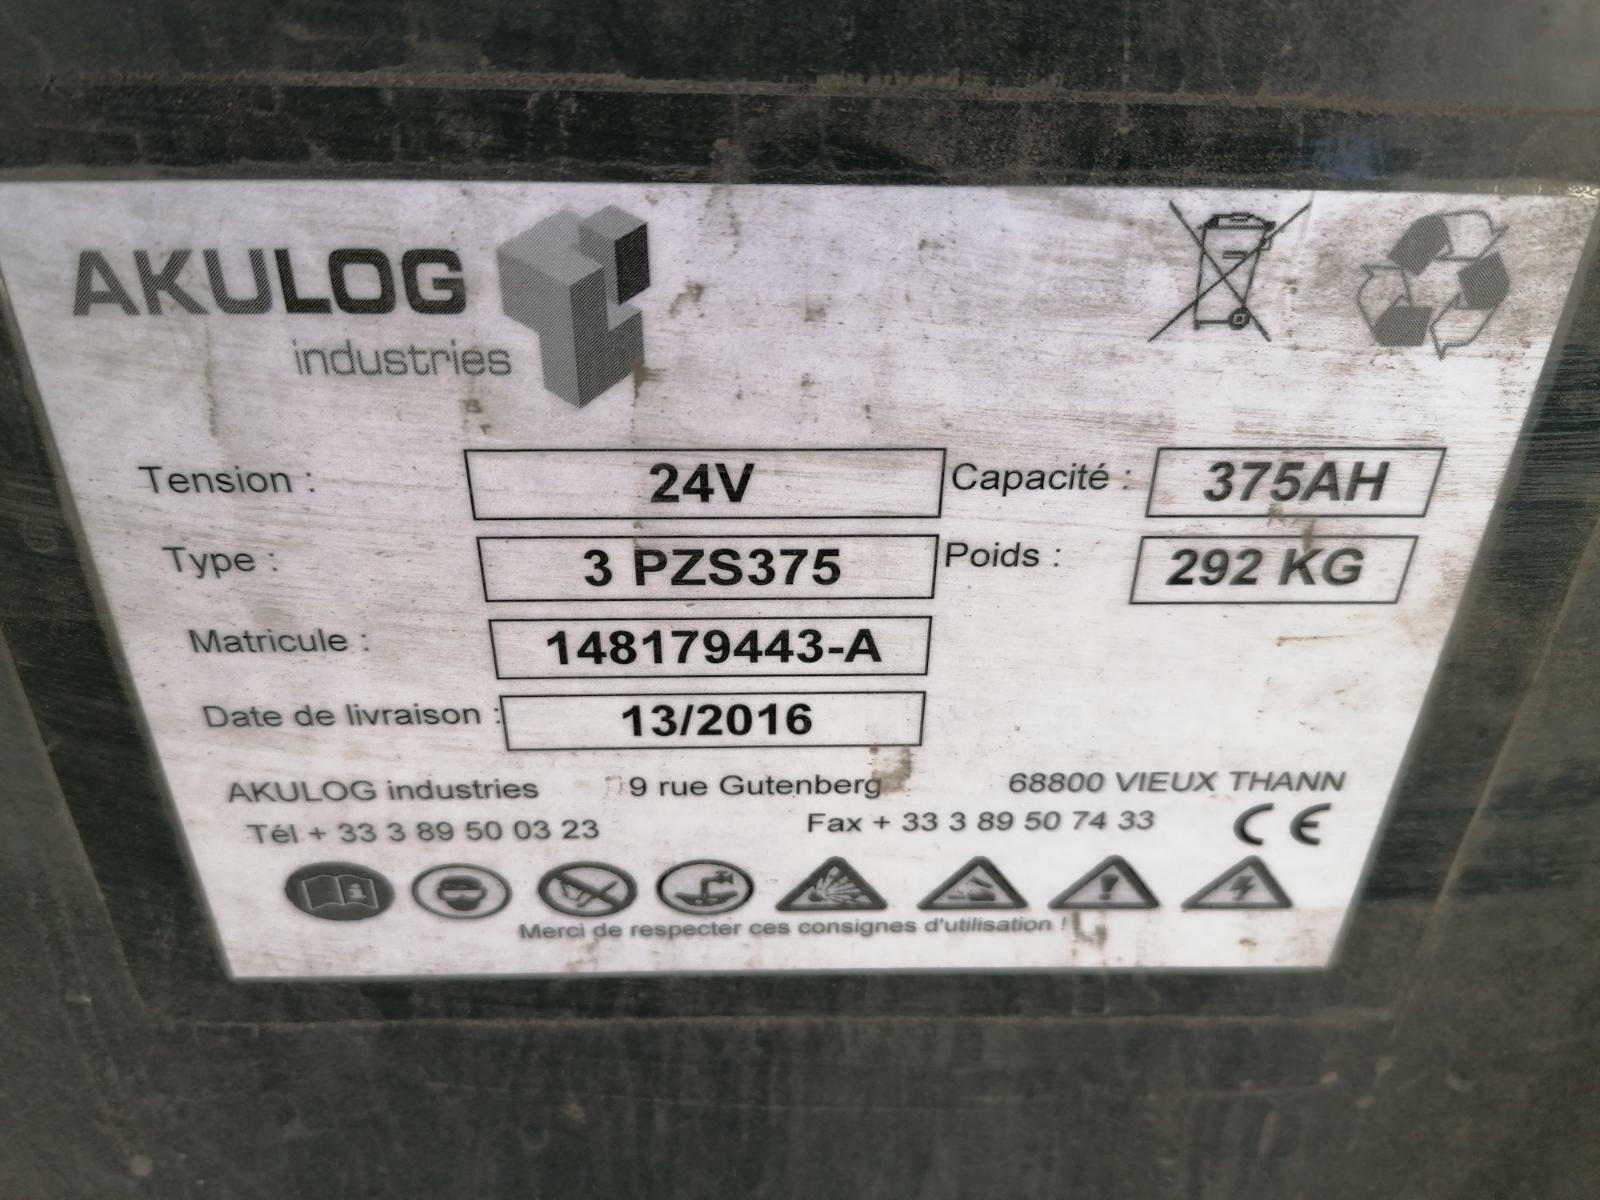 AKULOG
industries
Tension : 24V Capacité : 375AH
Type : 3 PZS375 Poids : 292 KG
Matricule : 148179443-A
Date de livraison : 13/2016
AKULOG industries 9 rue Gutenberg 68800 VIEUX THANN
Tél + 33 3 89 50 03 23 Fax + 33 3 89 50 74 33 CE
Merci de respecter ces consignes d'utilisation !